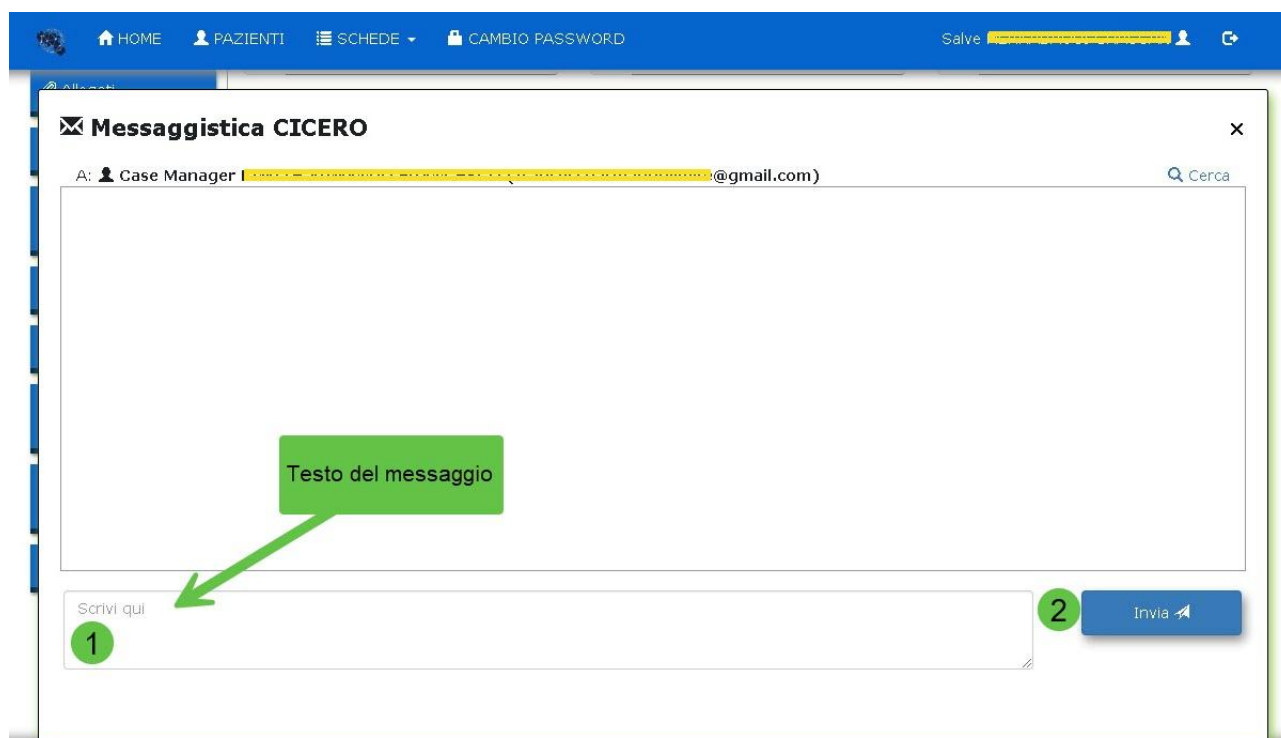 HOME PAZIENTI SCHEDE CAMBIO PASSWORD Salve
Allegati
Messaggistica CICERO ×
A: Case Manager @gmail.com) Cerca
Testo del messaggio
Scrivi qui
1
2 Invia